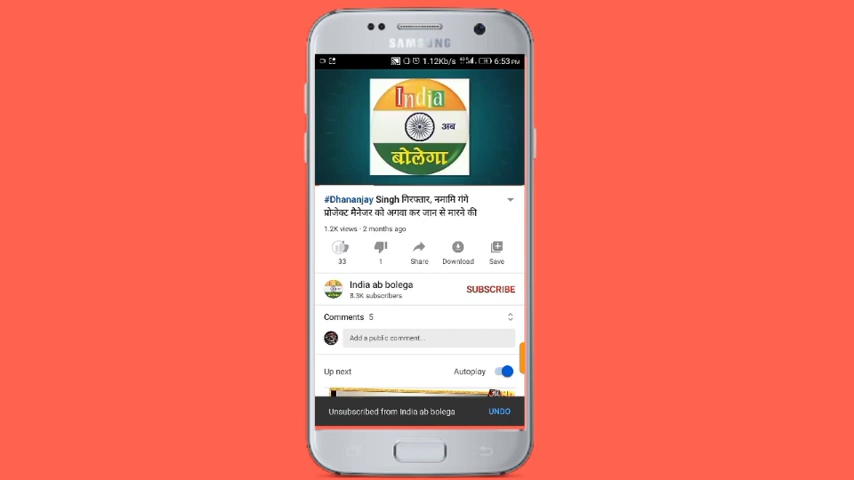 SAMSUNG
1.12Kb/s 6:53 PM
India
अब
बोलेगा
#Dhananjay Singh गिरफ्तार, नमामि गंगे
प्रोजेक्ट मैनेजर को अगवा कर जान से मारने की
1.2K views · 2 months ago
33 1 Share Download Save
India ab bolega
8.3K subscribers
SUBSCRIBE
Comments 5
Add a public comment...
Up next Autoplay
Unsubscribed from India ab bolega UNDO